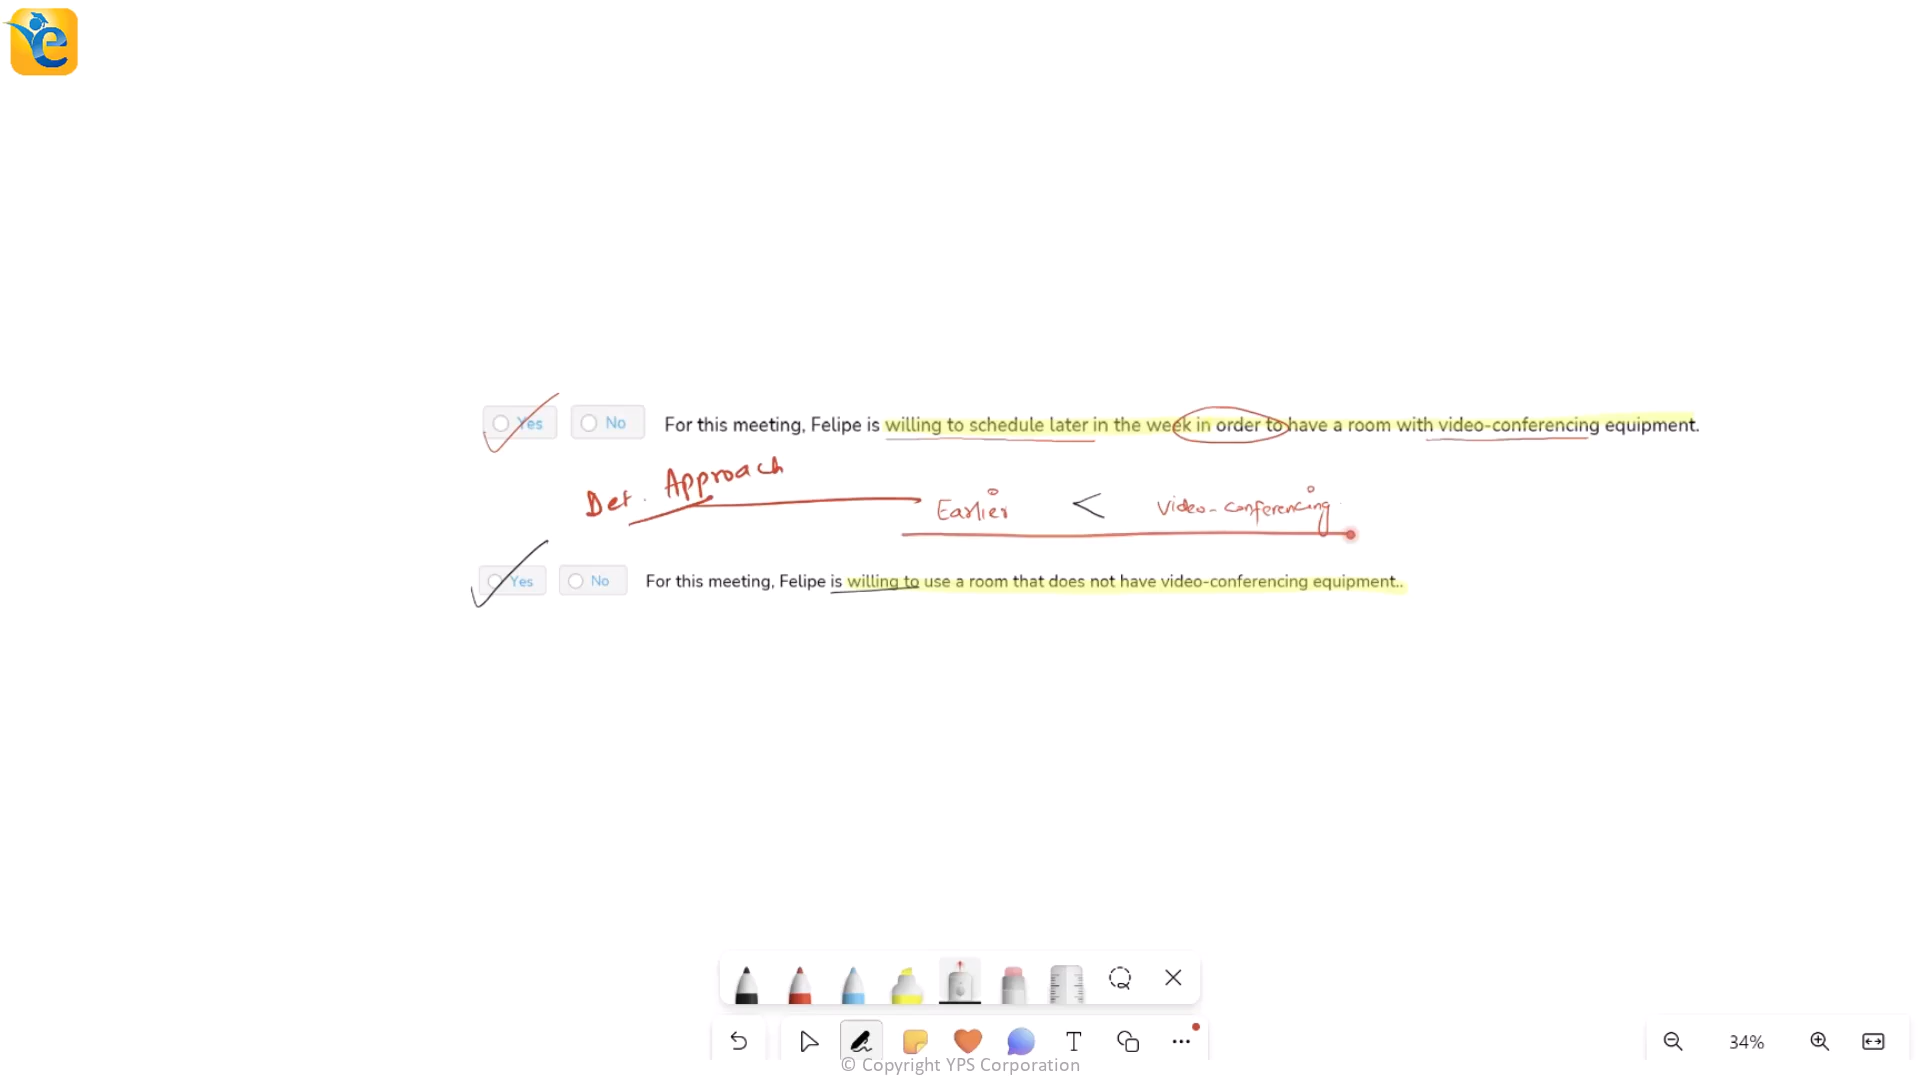 e
Yes No For this meeting, Felipe is willing to schedule later in the week in order to have a room with video-conferencing equipment.
Det. Approach
Earlier < Video-conferencing
Yes No For this meeting, Felipe is willing to use a room that does not have video-conferencing equipment..
T
34%
© Copyright YPS Corporation